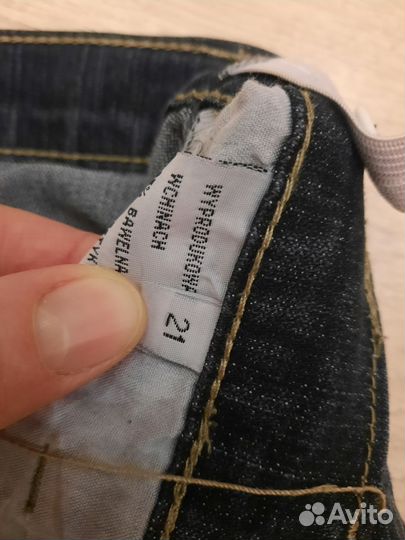 WYPRODUKOWA
W CHINACH
BAWEŁNA
21
Avito